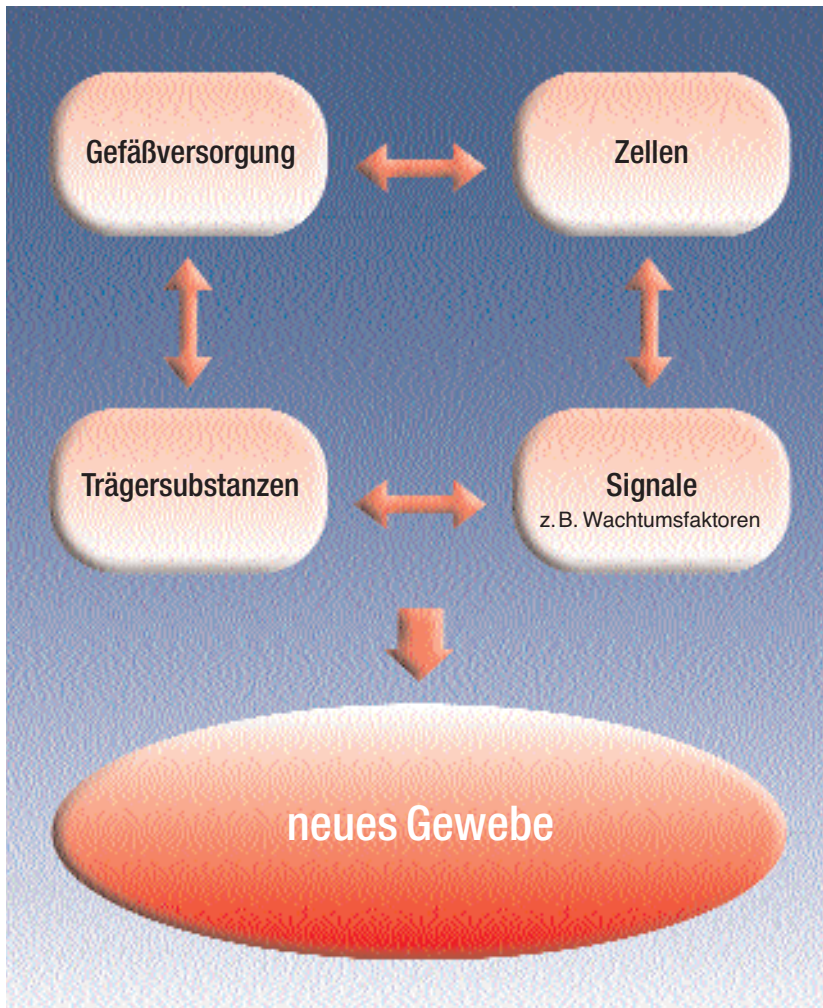 Gefäßversorgung
Zellen
Trägersubstanzen
Signale
z. B. Wachtumsfaktoren
neues Gewebe